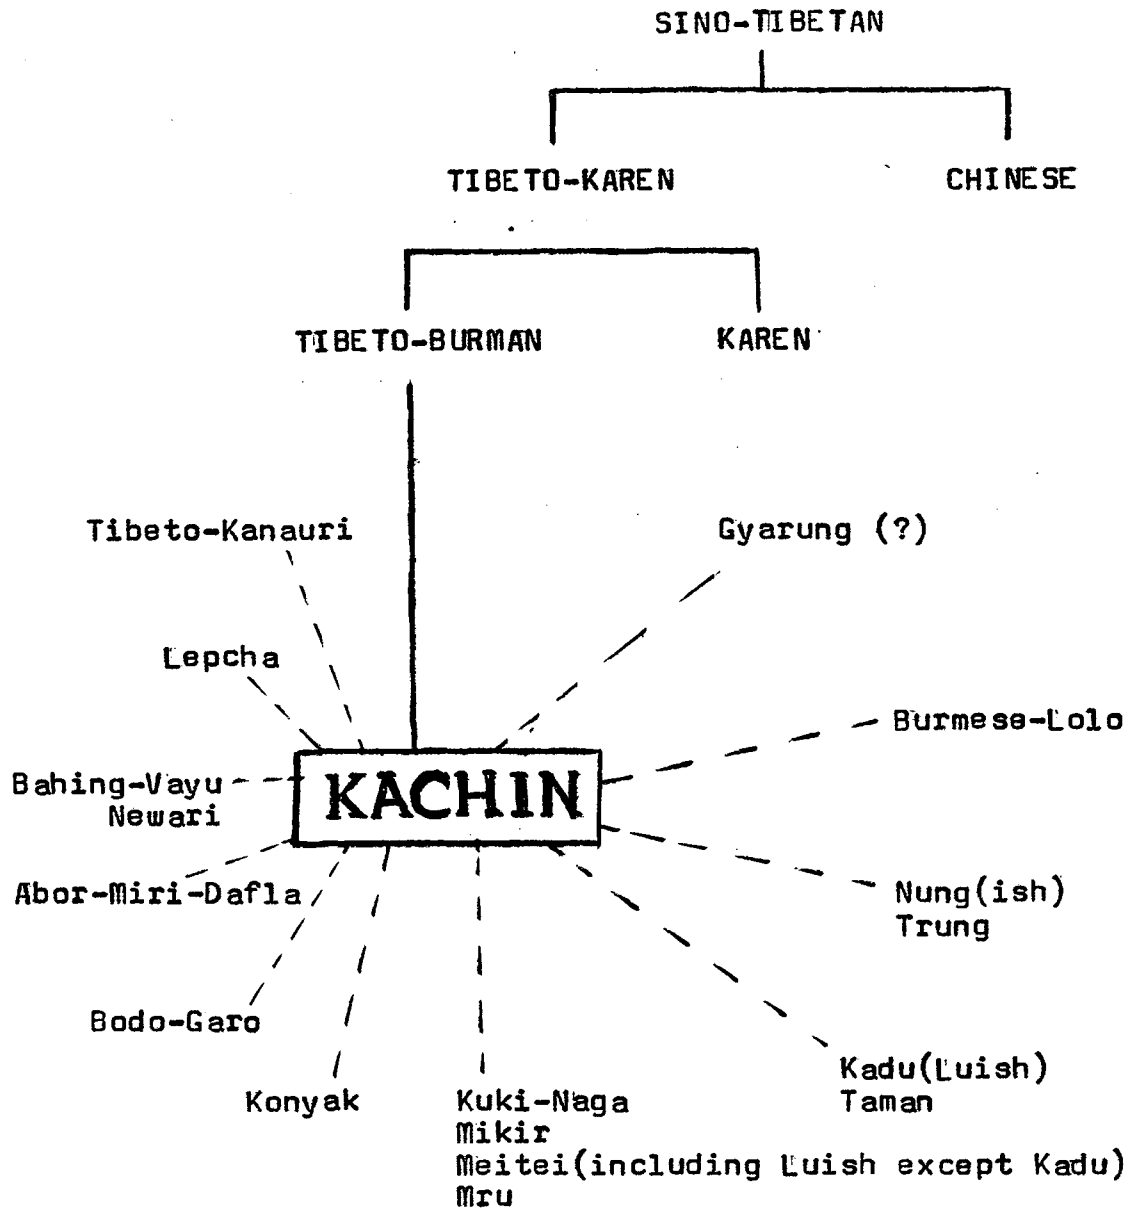 SINO-TIBETAN
TIBETO-KAREN
CHINESE
TIBETO-BURMAN
KAREN
Tibeto-Kanauri
Gyarung (?)
Lepcha
Burmese-Lolo
Bahing-Vayu
Newari
KACHIN
Abor-Miri-Dafla
Nung(ish)
Trung
Bodo-Garo
Kadu(Luish)
Taman
Konyak
Kuki-Naga
Mikir
Meitei(including Luish except Kadu)
Mru